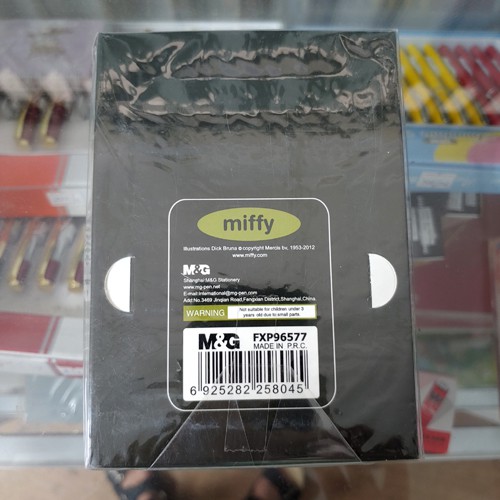 miffy
Illustrations Dick Bruna © copyright Mercis bv, 1953-2012
www.miffy.com
M&G
Shanghai M&G Stationery
www.mg-pen.net
E-mail:international@mg-pen.com
Add:No.3469 Jinqian Road,Fengxian District,Shanghai,China
WARNING Not suitable for children under 3
years old due to small parts
M&G FXP96577
MADE IN P.R.C.
6 925282 258045